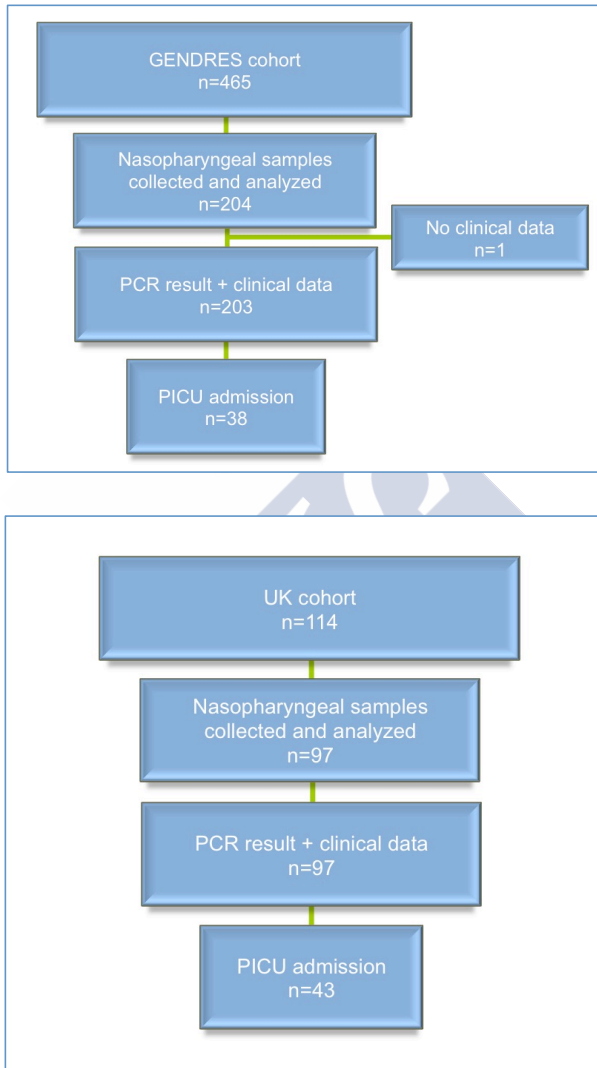 GENDRES cohort
n=465
Nasopharyngeal samples
collected and analyzed
n=204
No clinical data
n=1
PCR result + clinical data
n=203
PICU admission
n=38
UK cohort
n=114
Nasopharyngeal samples
collected and analyzed
n=97
PCR result + clinical data
n=97
PICU admission
n=43